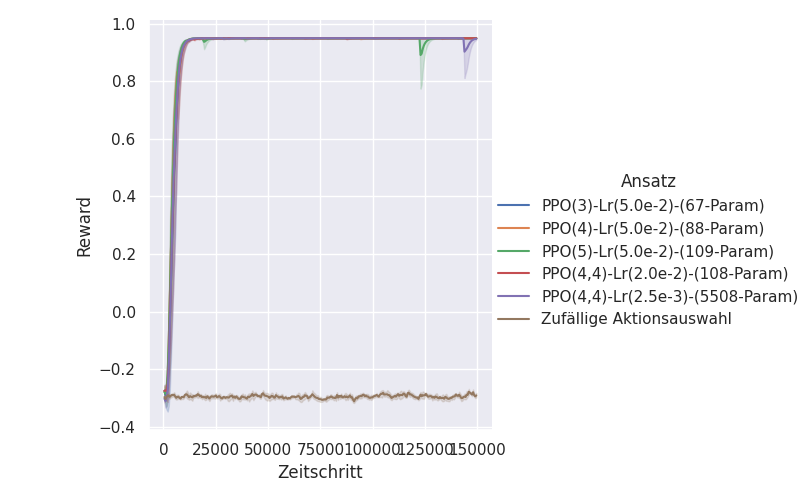 1.0
0.8
0.6
0.4
0.2
0.0
−0.2
−0.4
Reward
0 25000 50000 75000 100000 125000 150000
Zeitschritt
Ansatz
PPO(3)-Lr(5.0e-2)-(67-Param)
PPO(4)-Lr(5.0e-2)-(88-Param)
PPO(5)-Lr(5.0e-2)-(109-Param)
PPO(4,4)-Lr(2.0e-2)-(108-Param)
PPO(4,4)-Lr(2.5e-3)-(5508-Param)
Zufällige Aktionsauswahl